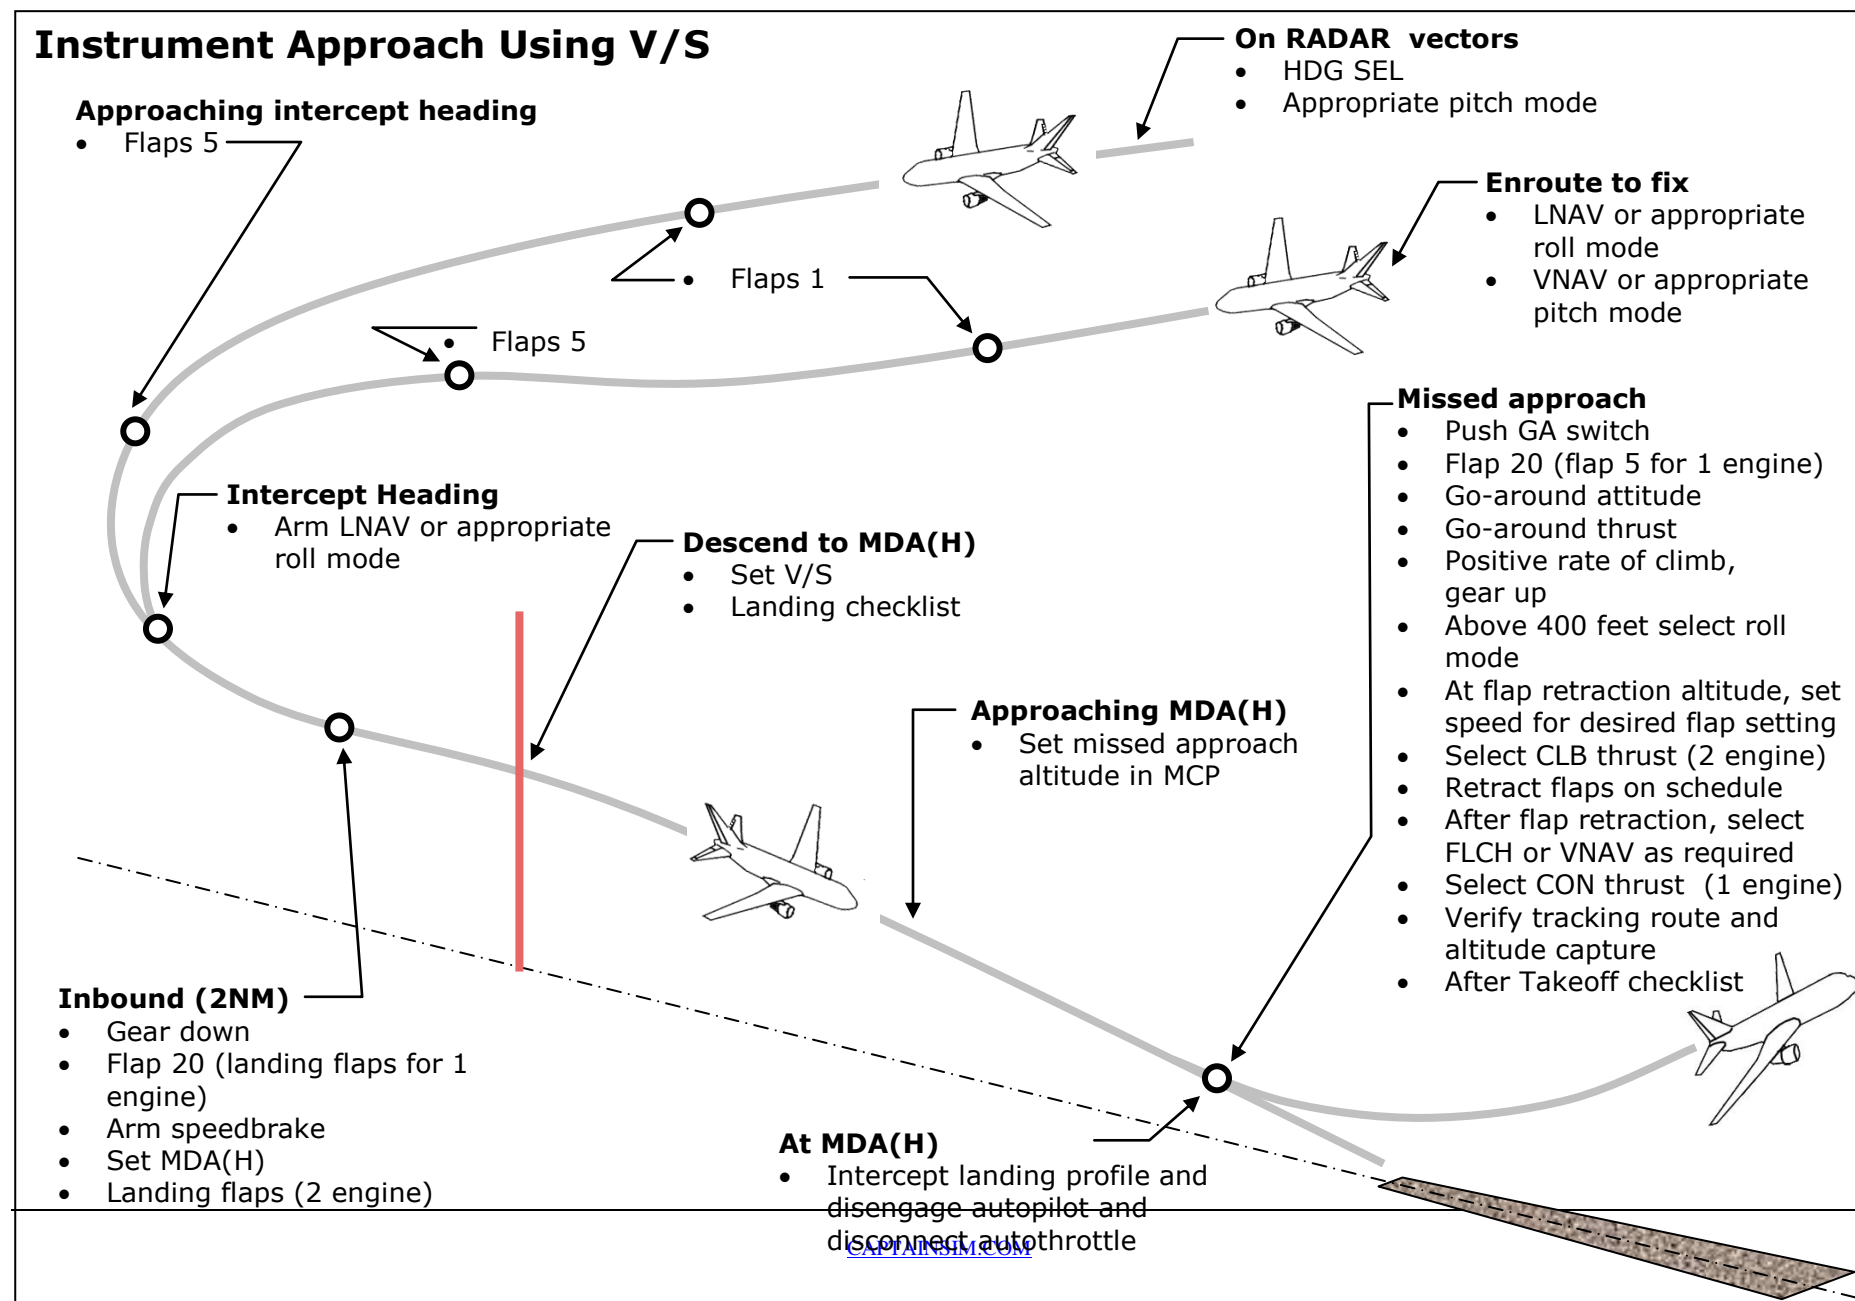 Instrument Approach Using V/S
On RADAR  vectors
• HDG SEL
• Appropriate pitch mode
Approaching intercept heading
• Flaps 5
Enroute to fix
• LNAV or appropriate
roll mode
• VNAV or appropriate
pitch mode
• Flaps 1
• Flaps 5
Missed approach
• Push GA switch
• Flap 20 (flap 5 for 1 engine)
• Go-around attitude
• Go-around thrust
• Positive rate of climb,
gear up
• Above 400 feet select roll
mode
• At flap retraction altitude, set
speed for desired flap setting
• Select CLB thrust (2 engine)
• Retract flaps on schedule
• After flap retraction, select
FLCH or VNAV as required
• Select CON thrust  (1 engine)
• Verify tracking route and
altitude capture
• After Takeoff checklist
Intercept Heading
• Arm LNAV or appropriate
roll mode
Descend to MDA(H)
• Set V/S
• Landing checklist
Approaching MDA(H)
• Set missed approach
altitude in MCP
Inbound (2NM)
• Gear down
• Flap 20 (landing flaps for 1
engine)
• Arm speedbrake
• Set MDA(H)
• Landing flaps (2 engine)
At MDA(H)
• Intercept landing profile and
disengage autopilot and
disconnect autothrottle
CAPTAINSIM.COM